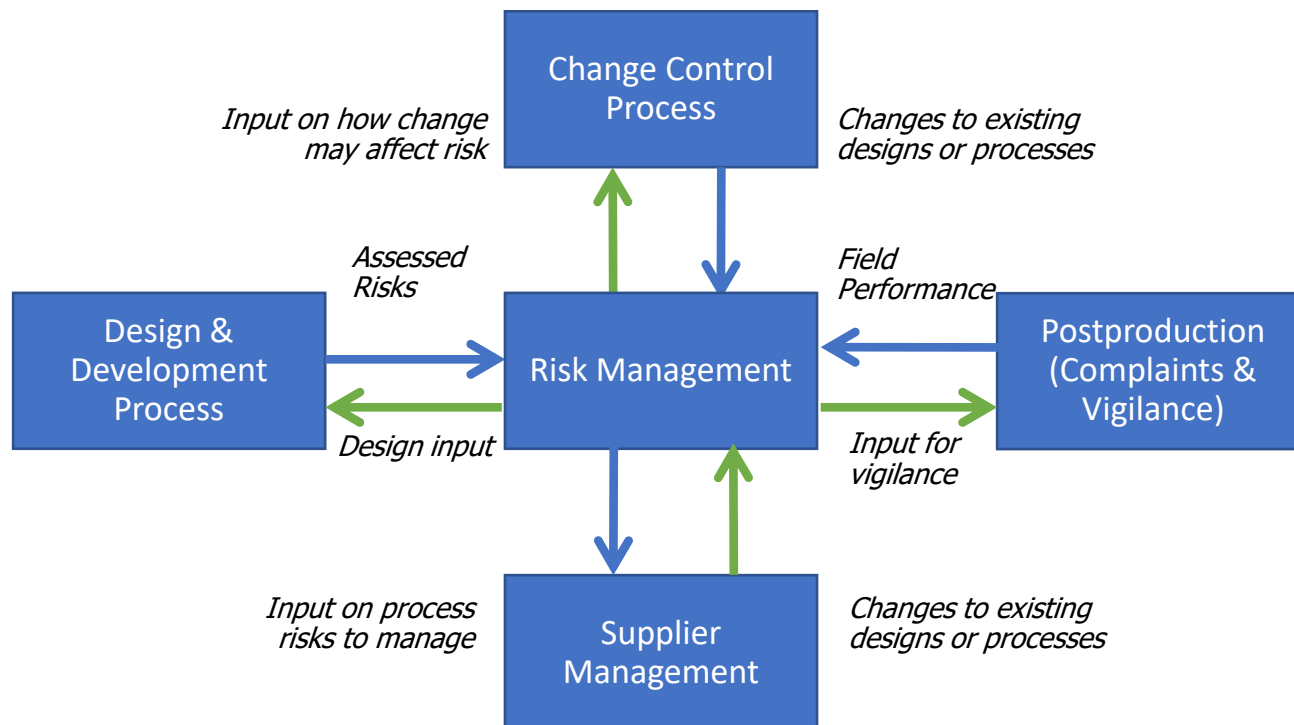 Change Control
Process
Input on how change
may affect risk
Changes to existing
designs or processes
Assessed
Risks
Field
Performance
Design &
Development
Process
Risk Management
Postproduction
(Complaints &
Vigilance)
Design input
Input for
vigilance
Input on process
risks to manage
Supplier
Management
Changes to existing
designs or processes